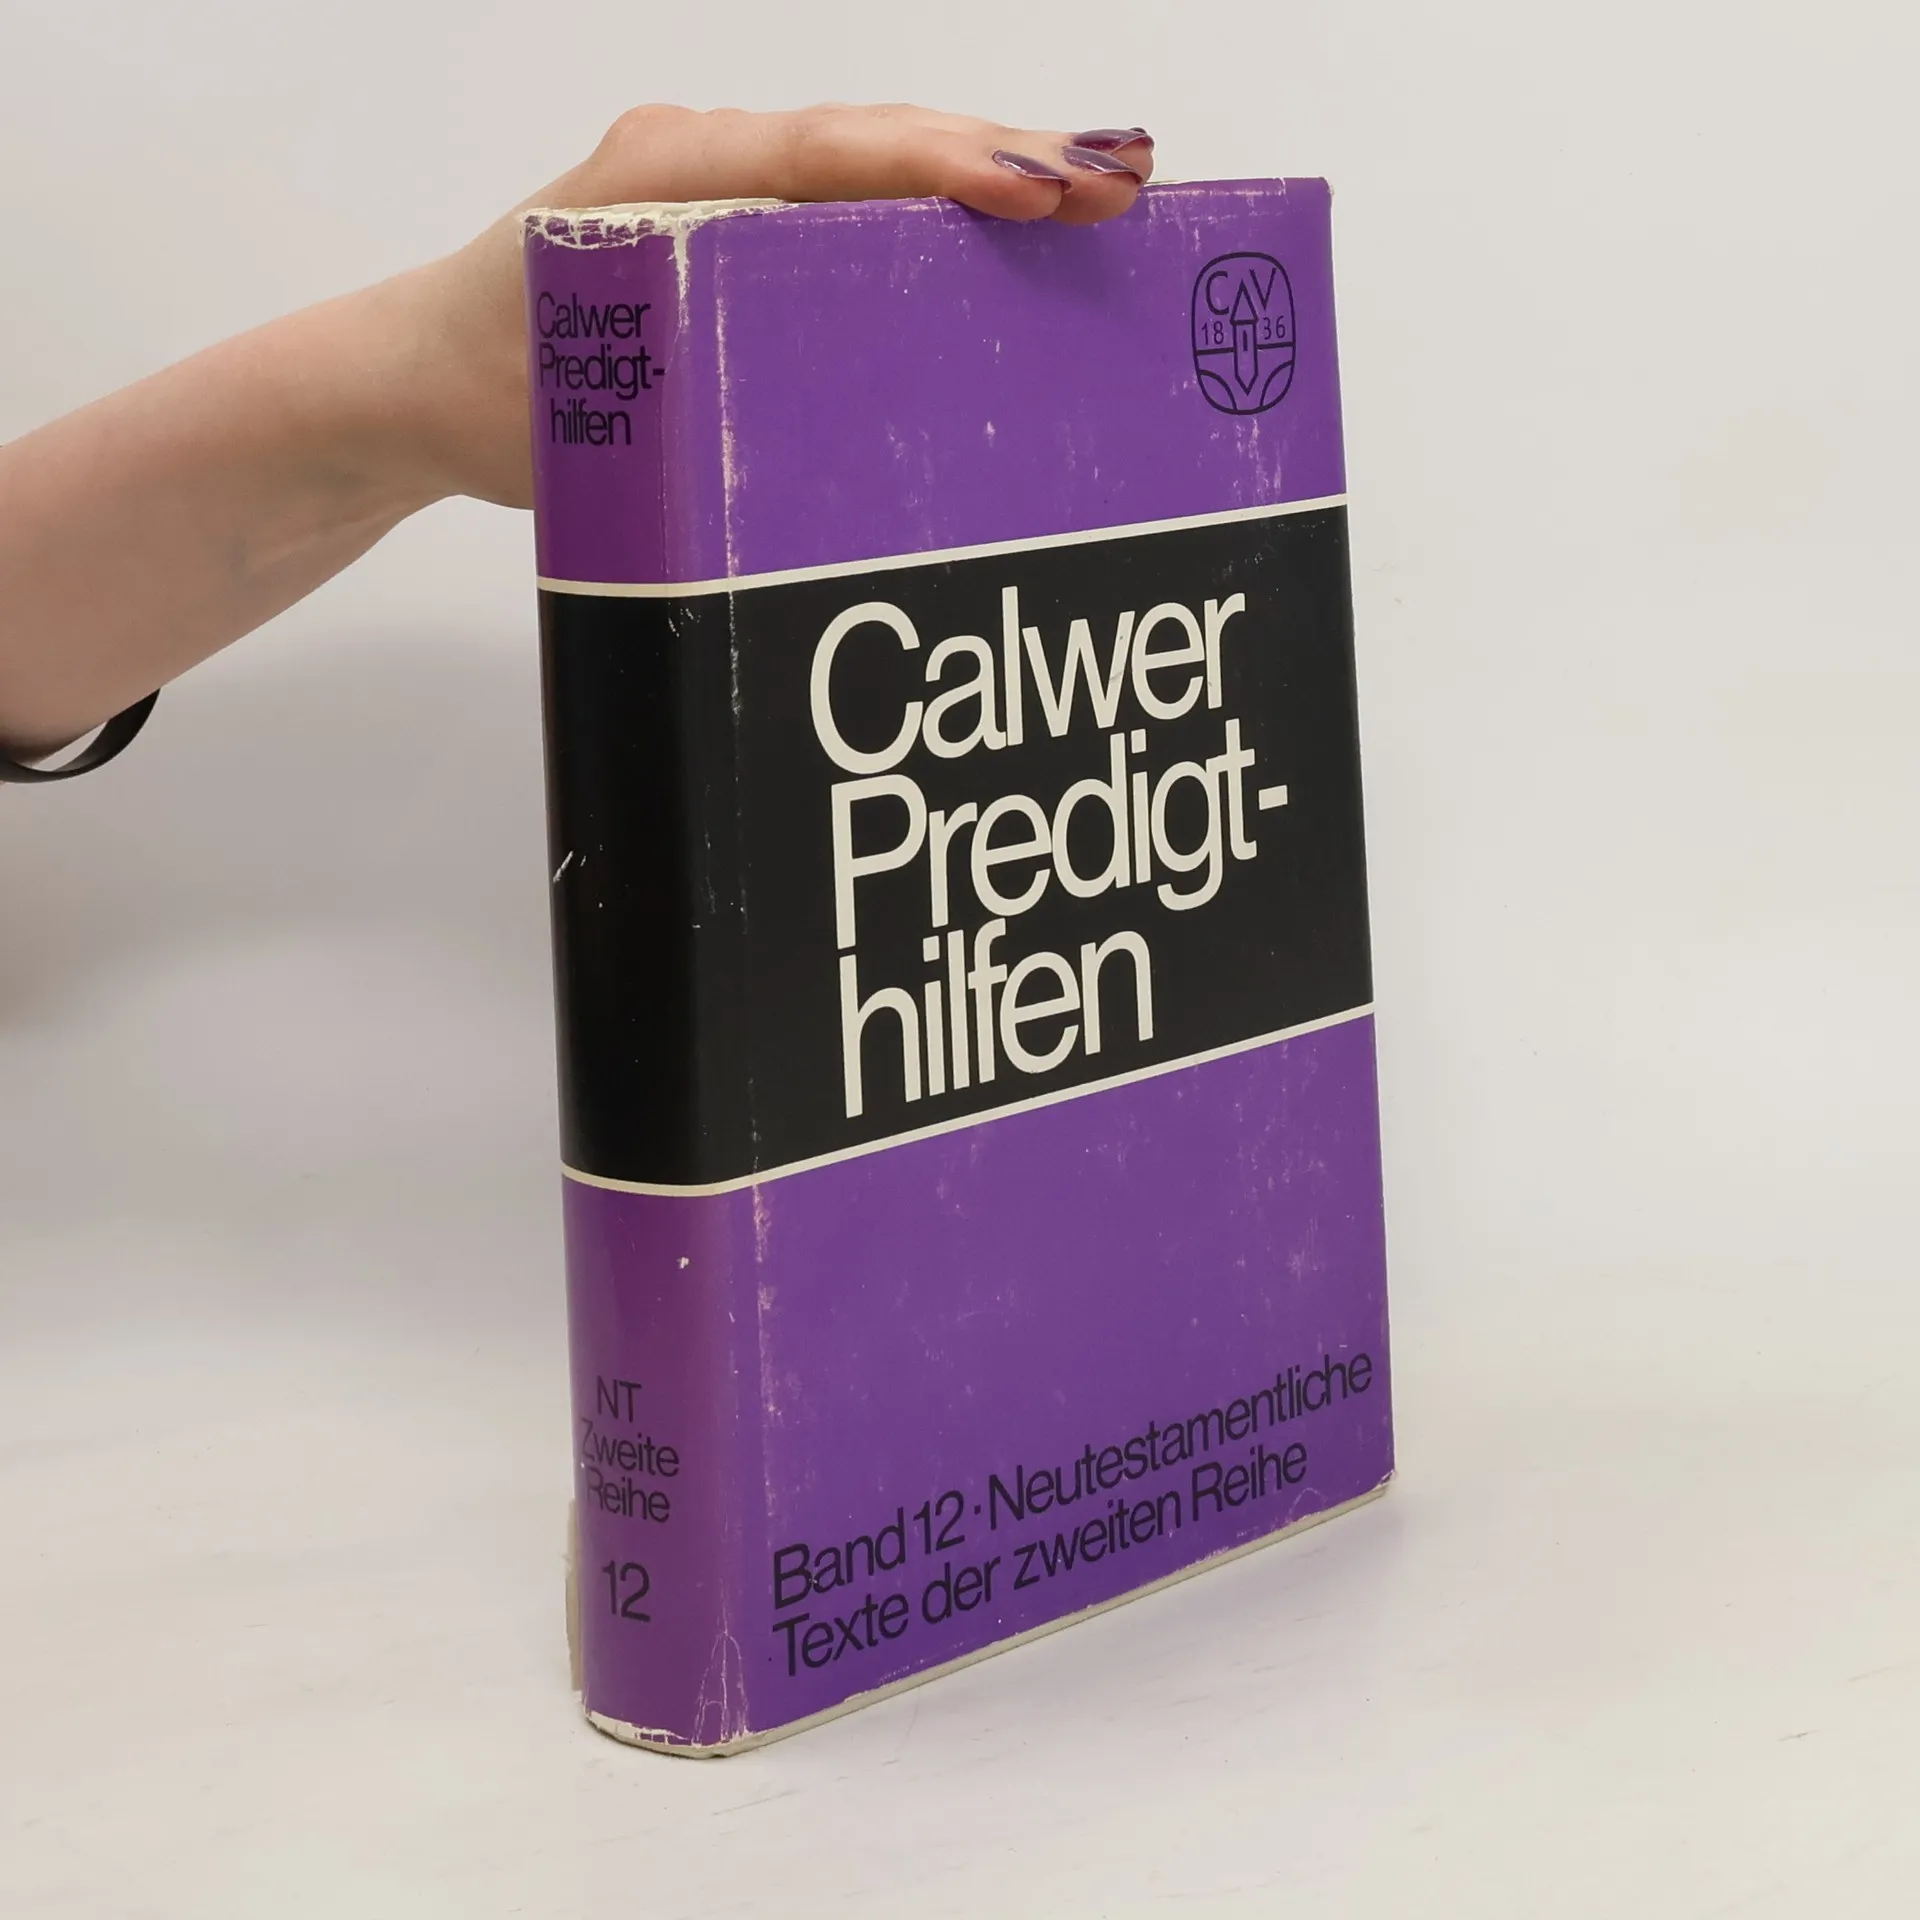 Calwer
Predigt-
hilfen
NT
Zweite
Reihe
12
CV
18 36
Calwer
Predigt-
hilfen
Band 12 · Neutestamentliche
Texte der zweiten Reihe